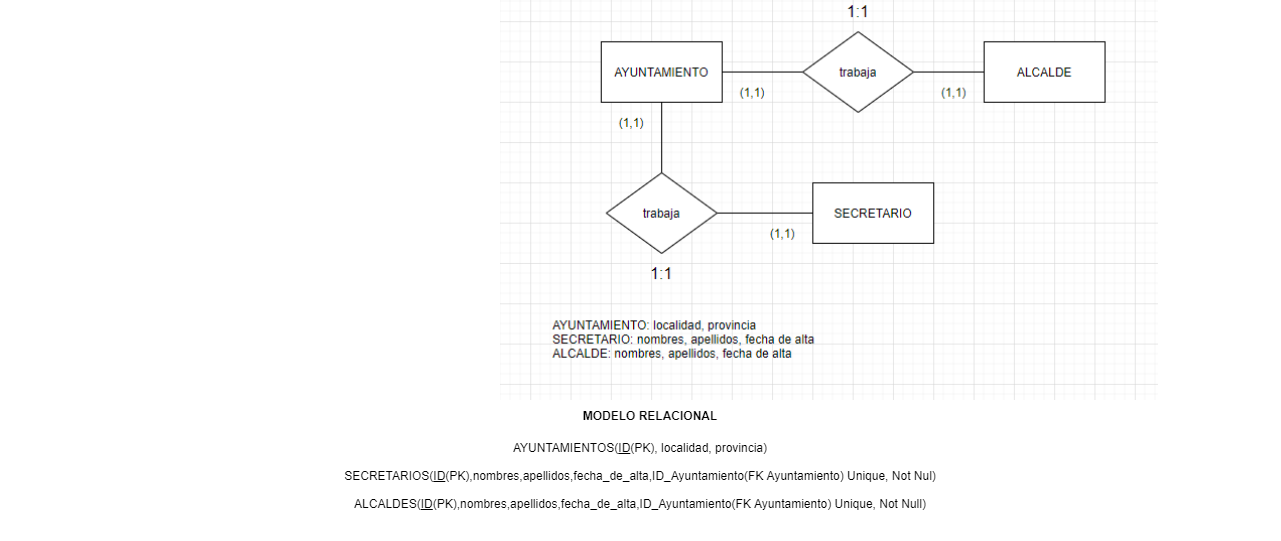 1:1
AYUNTAMIENTO
trabaja
ALCALDE
(1,1)
(1,1)
(1,1)
trabaja
SECRETARIO
(1,1)
1:1
AYUNTAMIENTO: localidad, provincia
SECRETARIO: nombres, apellidos, fecha de alta
ALCALDE: nombres, apellidos, fecha de alta
MODELO RELACIONAL
AYUNTAMIENTOS(ID(PK), localidad, provincia)
SECRETARIOS(ID(PK),nombres,apellidos,fecha_de_alta,ID_Ayuntamiento(FK Ayuntamiento) Unique, Not Nul)
ALCALDES(ID(PK),nombres,apellidos,fecha_de_alta,ID_Ayuntamiento(FK Ayuntamiento) Unique, Not Null)